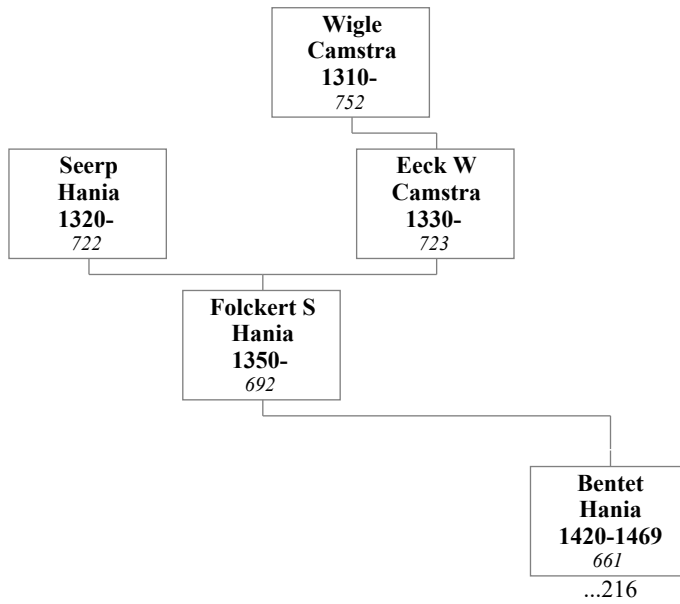 Wigle
Camstra
1310-
752
Seerp
Hania
1320-
722
Eeck W
Camstra
1330-
723
Folckert S
Hania
1350-
692
Bentet
Hania
1420-1469
661
...216